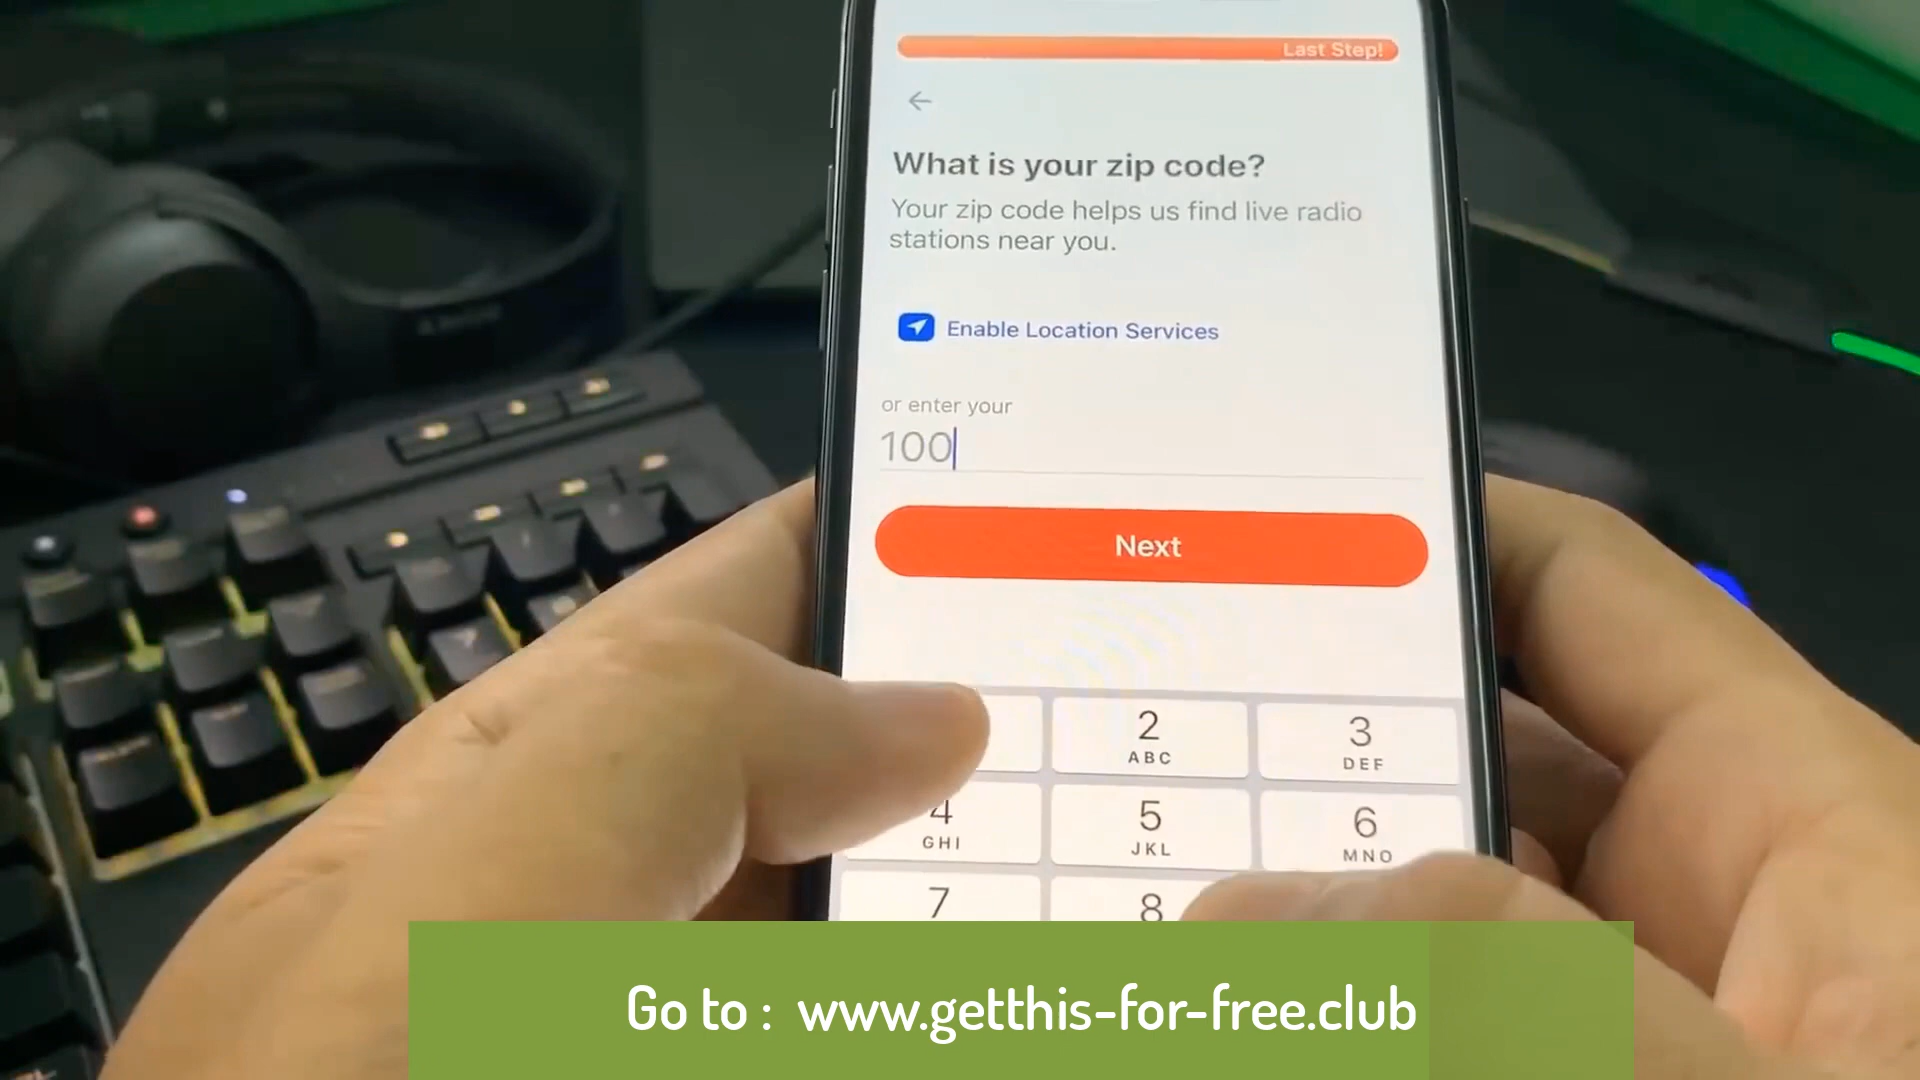 Last Step!
What is your zip code?
Your zip code helps us find live radio
stations near you.
Enable Location Services
or enter your
100
Next
2
ABC
3
DEF
4
GHI
5
JKL
6
MNO
7
8
Go to : www.getthis-for-free.club